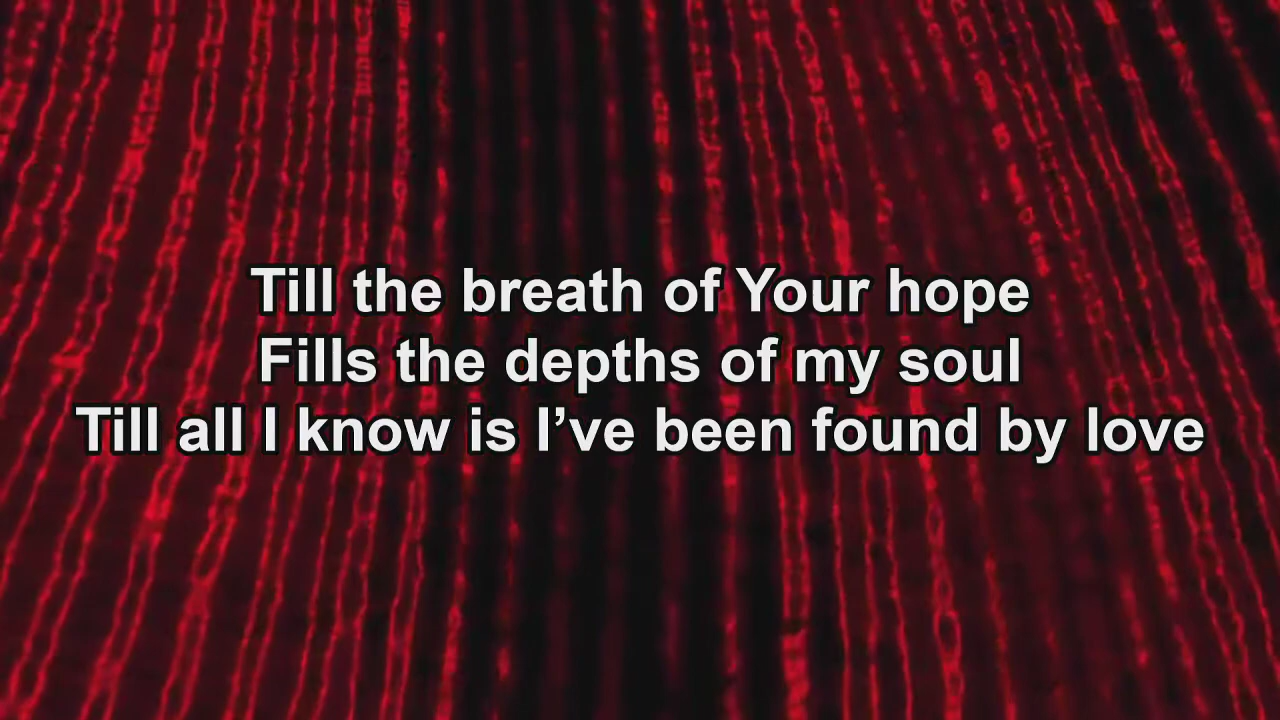 Till the breath of Your hope
Fills the depths of my soul
Till all I know is I’ve been found by love